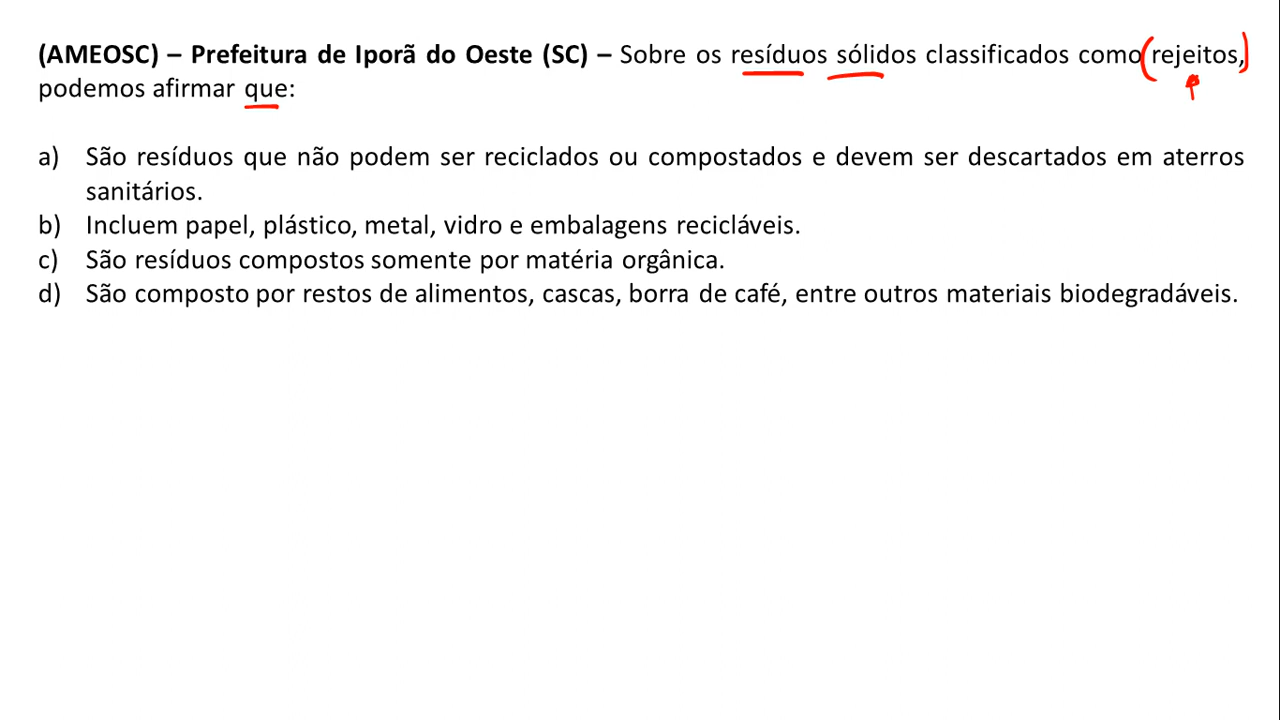 (AMEOSC) – Prefeitura de Iporã do Oeste (SC) – Sobre os resíduos sólidos classificados como rejeitos,
podemos afirmar que:
a) São resíduos que não podem ser reciclados ou compostados e devem ser descartados em aterros
sanitários.
b) Incluem papel, plástico, metal, vidro e embalagens recicláveis.
c) São resíduos compostos somente por matéria orgânica.
d) São composto por restos de alimentos, cascas, borra de café, entre outros materiais biodegradáveis.